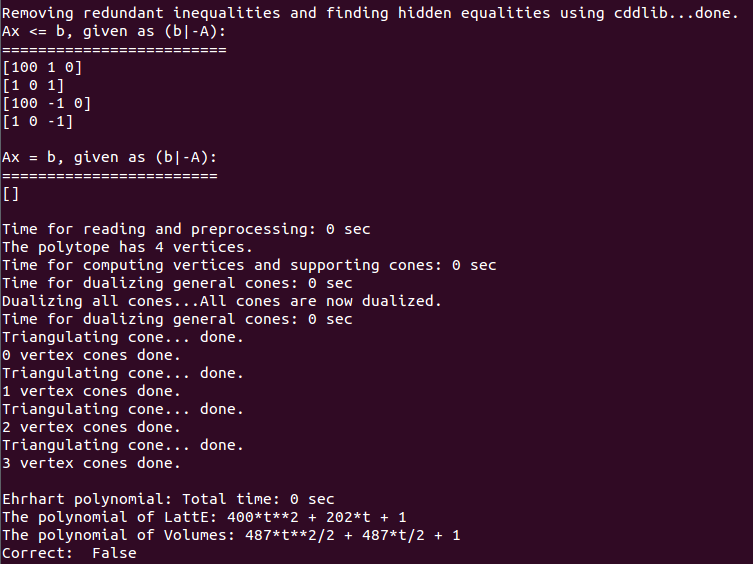 Removing redundant inequalities and finding hidden equalities using cddlib...done.
Ax <= b, given as (b|-A):
=========================
[100 1 0]
[1 0 1]
[100 -1 0]
[1 0 -1]

Ax = b, given as (b|-A):
========================
[]

Time for reading and preprocessing: 0 sec
The polytope has 4 vertices.
Time for computing vertices and supporting cones: 0 sec
Time for dualizing general cones: 0 sec
Dualizing all cones...All cones are now dualized.
Time for dualizing general cones: 0 sec
Triangulating cone... done.
0 vertex cones done.
Triangulating cone... done.
1 vertex cones done.
Triangulating cone... done.
2 vertex cones done.
Triangulating cone... done.
3 vertex cones done.

Ehrhart polynomial: Total time: 0 sec
The polynomial of LattE: 400*t**2 + 202*t + 1
The polynomial of Volumes: 487*t**2/2 + 487*t/2 + 1
Correct:  False